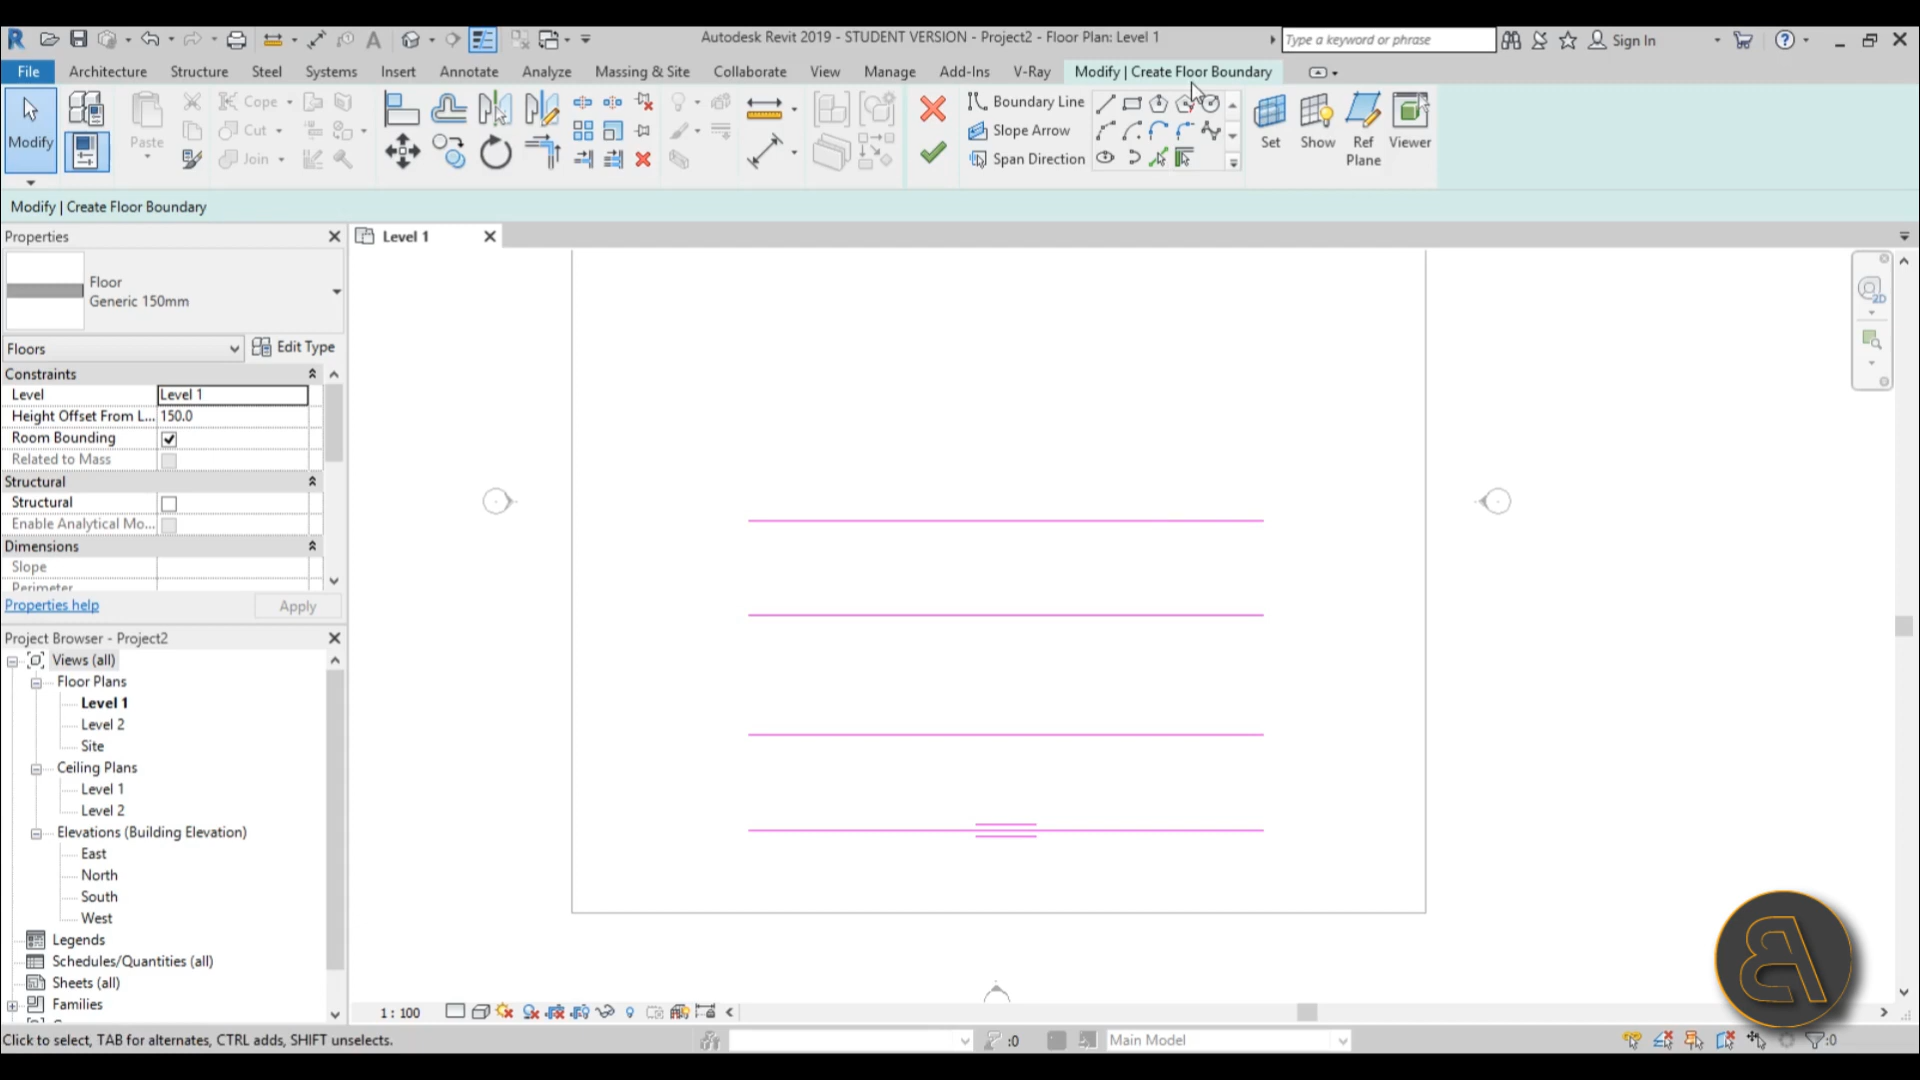 Autodesk Revit 2019 - STUDENT VERSION - Project2 - Floor Plan: Level 1
Type a keyword or phrase
Sign In
File Architecture Structure Steel Systems Insert Annotate Analyze Massing & Site Collaborate View Manage Add-Ins V-Ray Modify | Create Floor Boundary
Modify
Paste
Cope
Cut
Join
Boundary Line
Slope Arrow
Span Direction
Set
Show
Ref
Plane
Viewer
Modify | Create Floor Boundary
Properties
Level 1
Floor
Generic 150mm
Floors
Edit Type
Constraints
Level Level 1
Height Offset From L... 150.0
Room Bounding
Related to Mass
Structural
Structural
Enable Analytical Mo...
Dimensions
Slope
Perimeter
Properties help
Apply
Project Browser - Project2
Views (all)
Floor Plans
Level 1
Level 2
Site
Ceiling Plans
Level 1
Level 2
Elevations (Building Elevation)
East
North
South
West
Legends
Schedules/Quantities (all)
Sheets (all)
Families
1 : 100
2D
Click to select, TAB for alternates, CTRL adds, SHIFT unselects.
:0
Main Model
:0